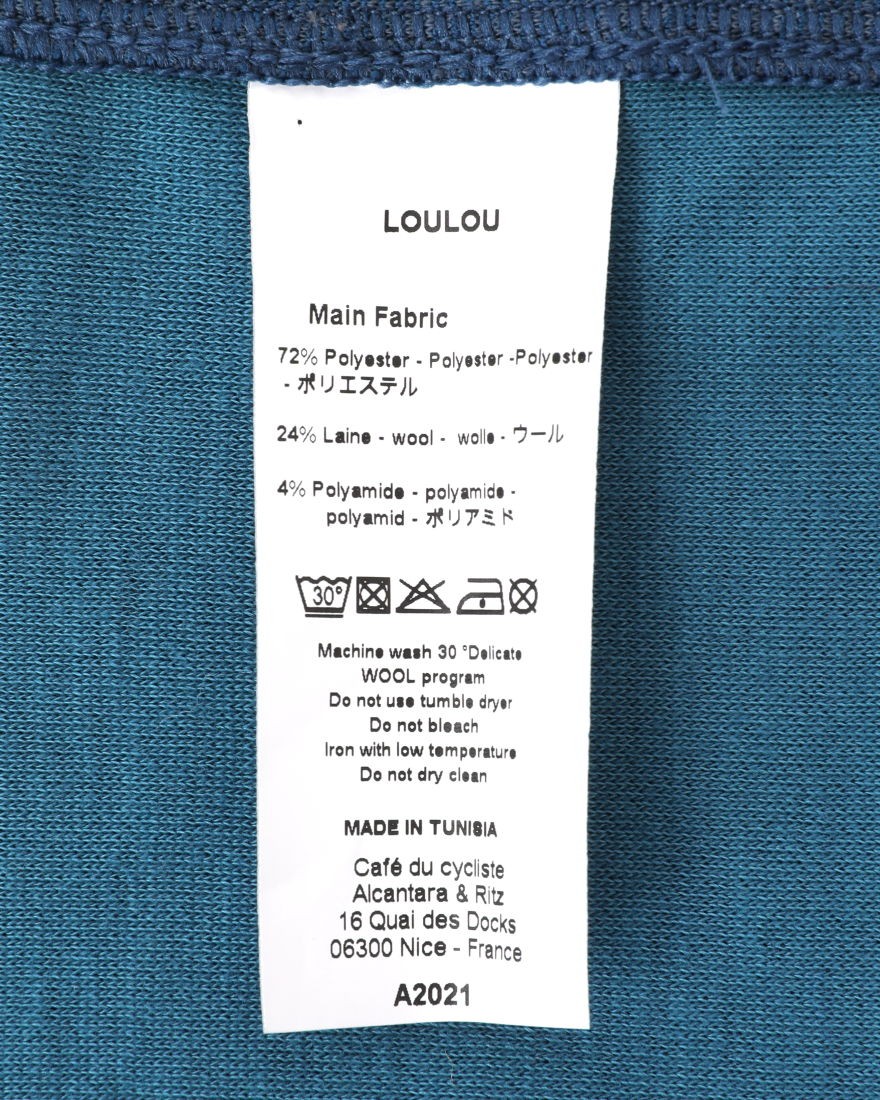 LOULOU
Main Fabric
72% Polyester - Polyester -Polyester
- ポリエステル
24% Laine - wool - wolle - ウール
4% Polyamide - polyamide -
polyamid - ポリアミド
30°
Machine wash 30 °Delicate
WOOL program
Do not use tumble dryer
Do not bleach
Iron with low temperature
Do not dry clean
MADE IN TUNISIA
Café du cycliste
Alcantara & Ritz
16 Quai des Docks
06300 Nice - France
A2021